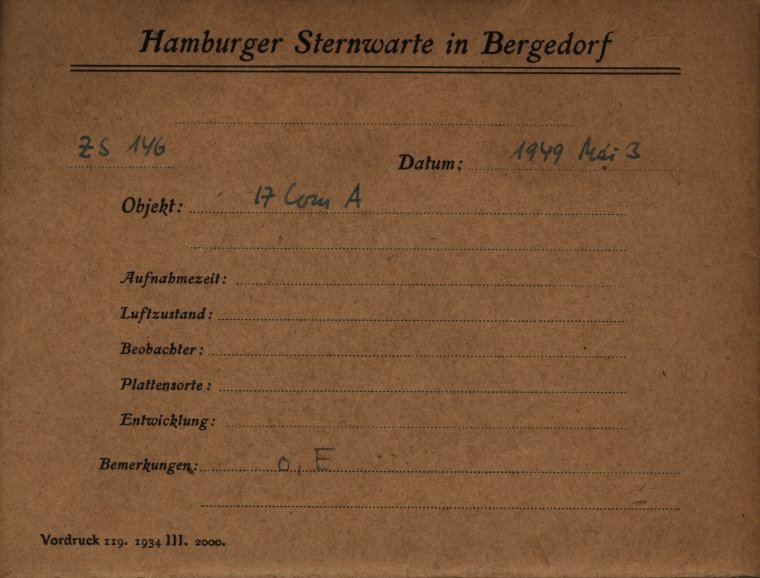 Hamburger Sternwarte in Bergedorf
ZS 146 Datum: 1949 Mai 3
Objekt: 17 Com A
Aufnahmezeit:
Luftzustand:
Beobachter:
Plattensorte:
Entwicklung:
Bemerkungen: o, E
Vordruck 119. 1934 III. 2000.